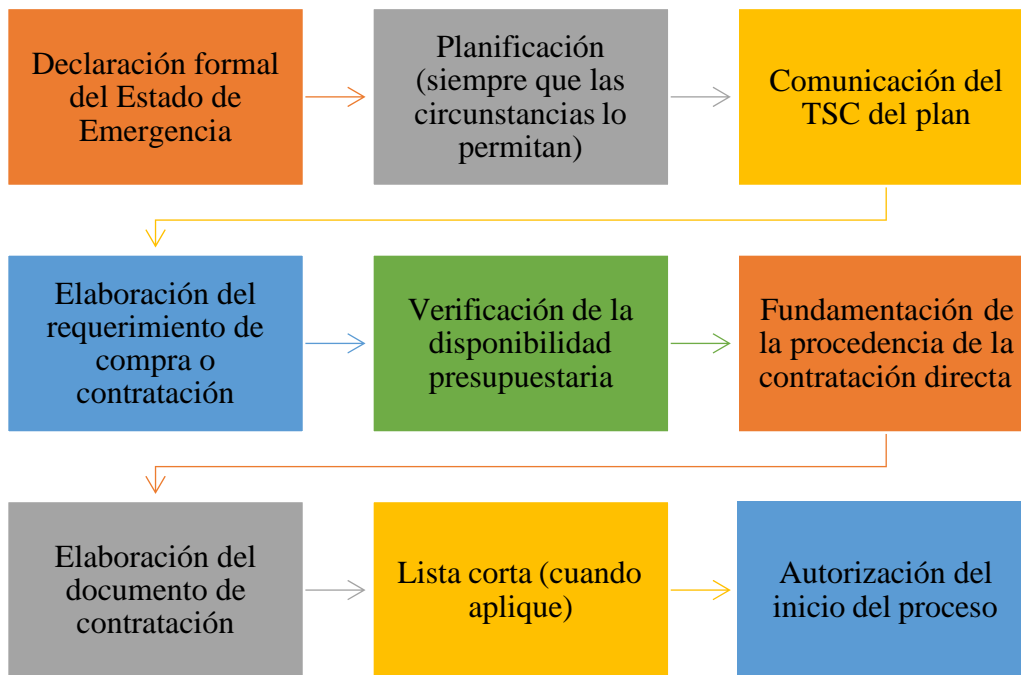 Declaración formal
del Estado de
Emergencia
Planificación
(siempre que las
circunstancias lo
permitan)
Comunicación del
TSC del plan
Elaboración del
requerimiento de
compra o
contratación
Verificación de la
disponibilidad
presupuestaria
Fundamentación de
la procedencia de la
contratación directa
Elaboración del
documento de
contratación
Lista corta (cuando
aplique)
Autorización del
inicio del proceso